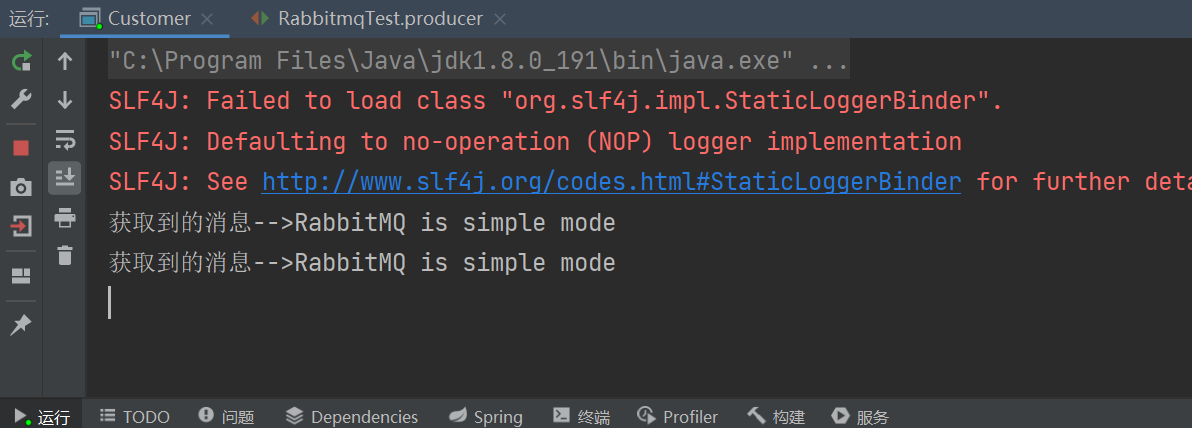 运行: Customer RabbitmqTest.producer
"C:\Program Files\Java\jdk1.8.0_191\bin\java.exe" ...
SLF4J: Failed to load class "org.slf4j.impl.StaticLoggerBinder".
SLF4J: Defaulting to no-operation (NOP) logger implementation
SLF4J: See http://www.slf4j.org/codes.html#StaticLoggerBinder for further deta
获取到的消息-->RabbitMQ is simple mode
获取到的消息-->RabbitMQ is simple mode
运行 TODO 问题 Dependencies Spring 终端 Profiler 构建 服务